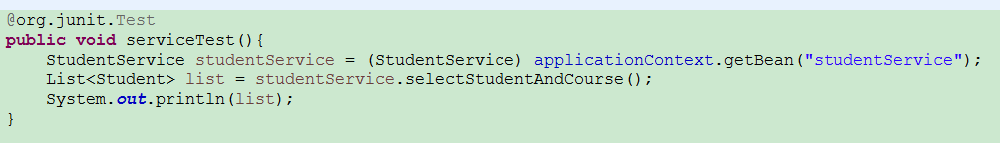 @org.junit.Test
public void serviceTest(){
    StudentService studentService = (StudentService) applicationContext.getBean("studentService");
    List<Student> list = studentService.selectStudentAndCourse();
    System.out.println(list);
}